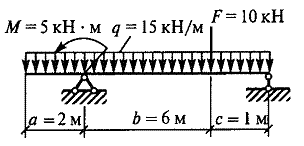 M = 5 кН · м q = 15 кН/м F = 10 кН
a = 2 м b = 6 м c = 1 м